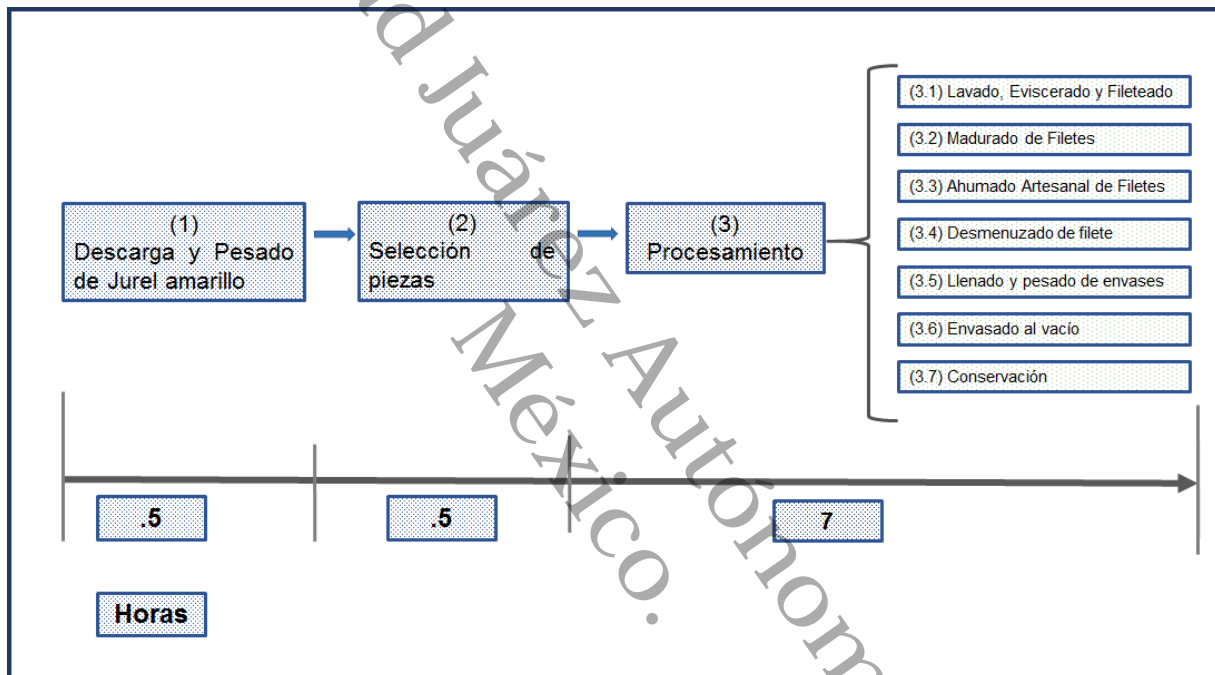 (1)
Descarga y Pesado
de Jurel amarillo
(2)
Selección de
piezas
(3)
Procesamiento
(3.1) Lavado, Eviscerado y Fileteado
(3.2) Madurado de Filetes
(3.3) Ahumado Artesanal de Filetes
(3.4) Desmenuzado de filete
(3.5) Llenado y pesado de envases
(3.6) Envasado al vacío
(3.7) Conservación
.5
.5
7
Horas
Juárez Autónom
México.